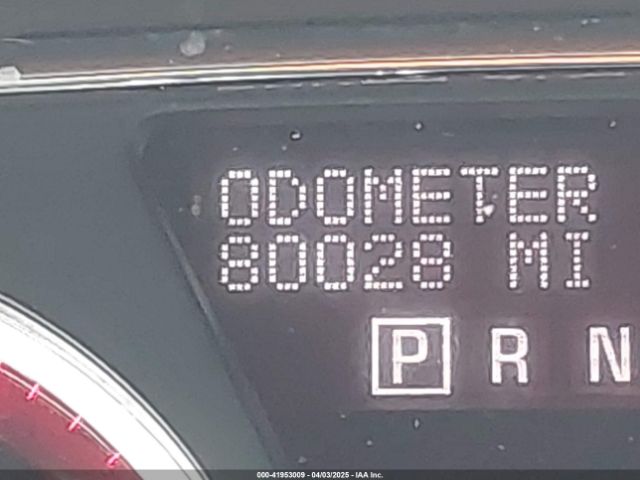 ODOMETER
80028 MI
P R N
000-41953009 - 04/03/2025 - IAA Inc.